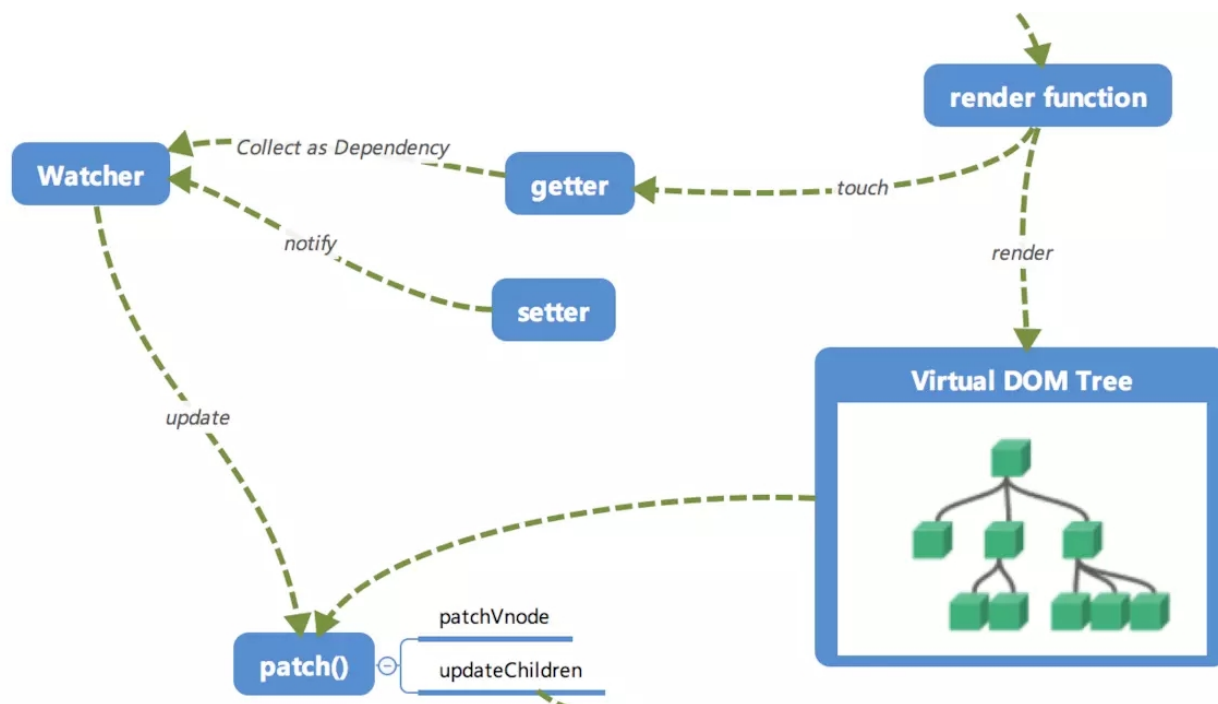 render function
Collect as Dependency
Watcher
getter
touch
notify
render
setter
Virtual DOM Tree
update
patchVnode
patch()
updateChildren